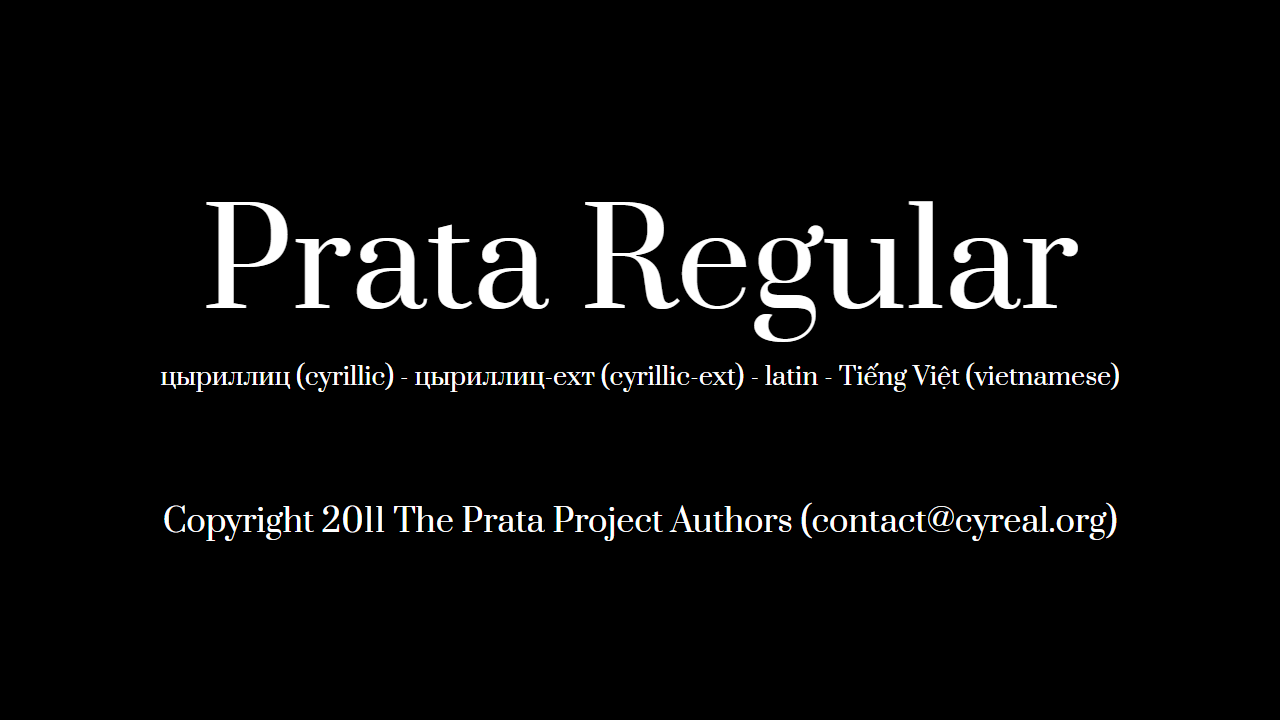 Prata Regular
цыриллиц (cyrillic) - цыриллиц-ехт (cyrillic-ext) - latin - Tiếng Việt (vietnamese)
Copyright 2011 The Prata Project Authors (contact@cyreal.org)